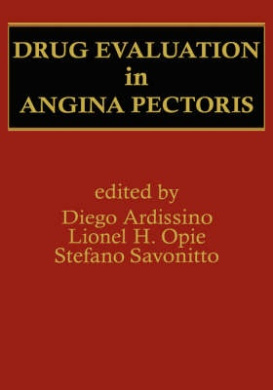 DRUG EVALUATION
in
ANGINA PECTORIS
edited by
Diego Ardissino
Lionel H. Opie
Stefano Savonitto